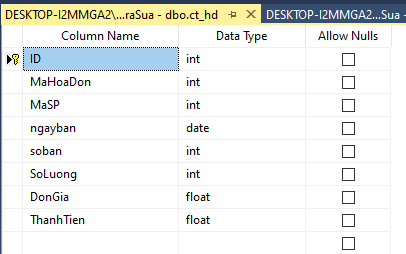 DESKTOP-I2MMGA2\...raSua - dbo.ct_hd DESKTOP-I2MMGA2...Sua - dbo
Column Name Data Type Allow Nulls
ID int
MaHoaDon int
MaSP int
ngayban date
soban int
SoLuong int
DonGia float
ThanhTien float